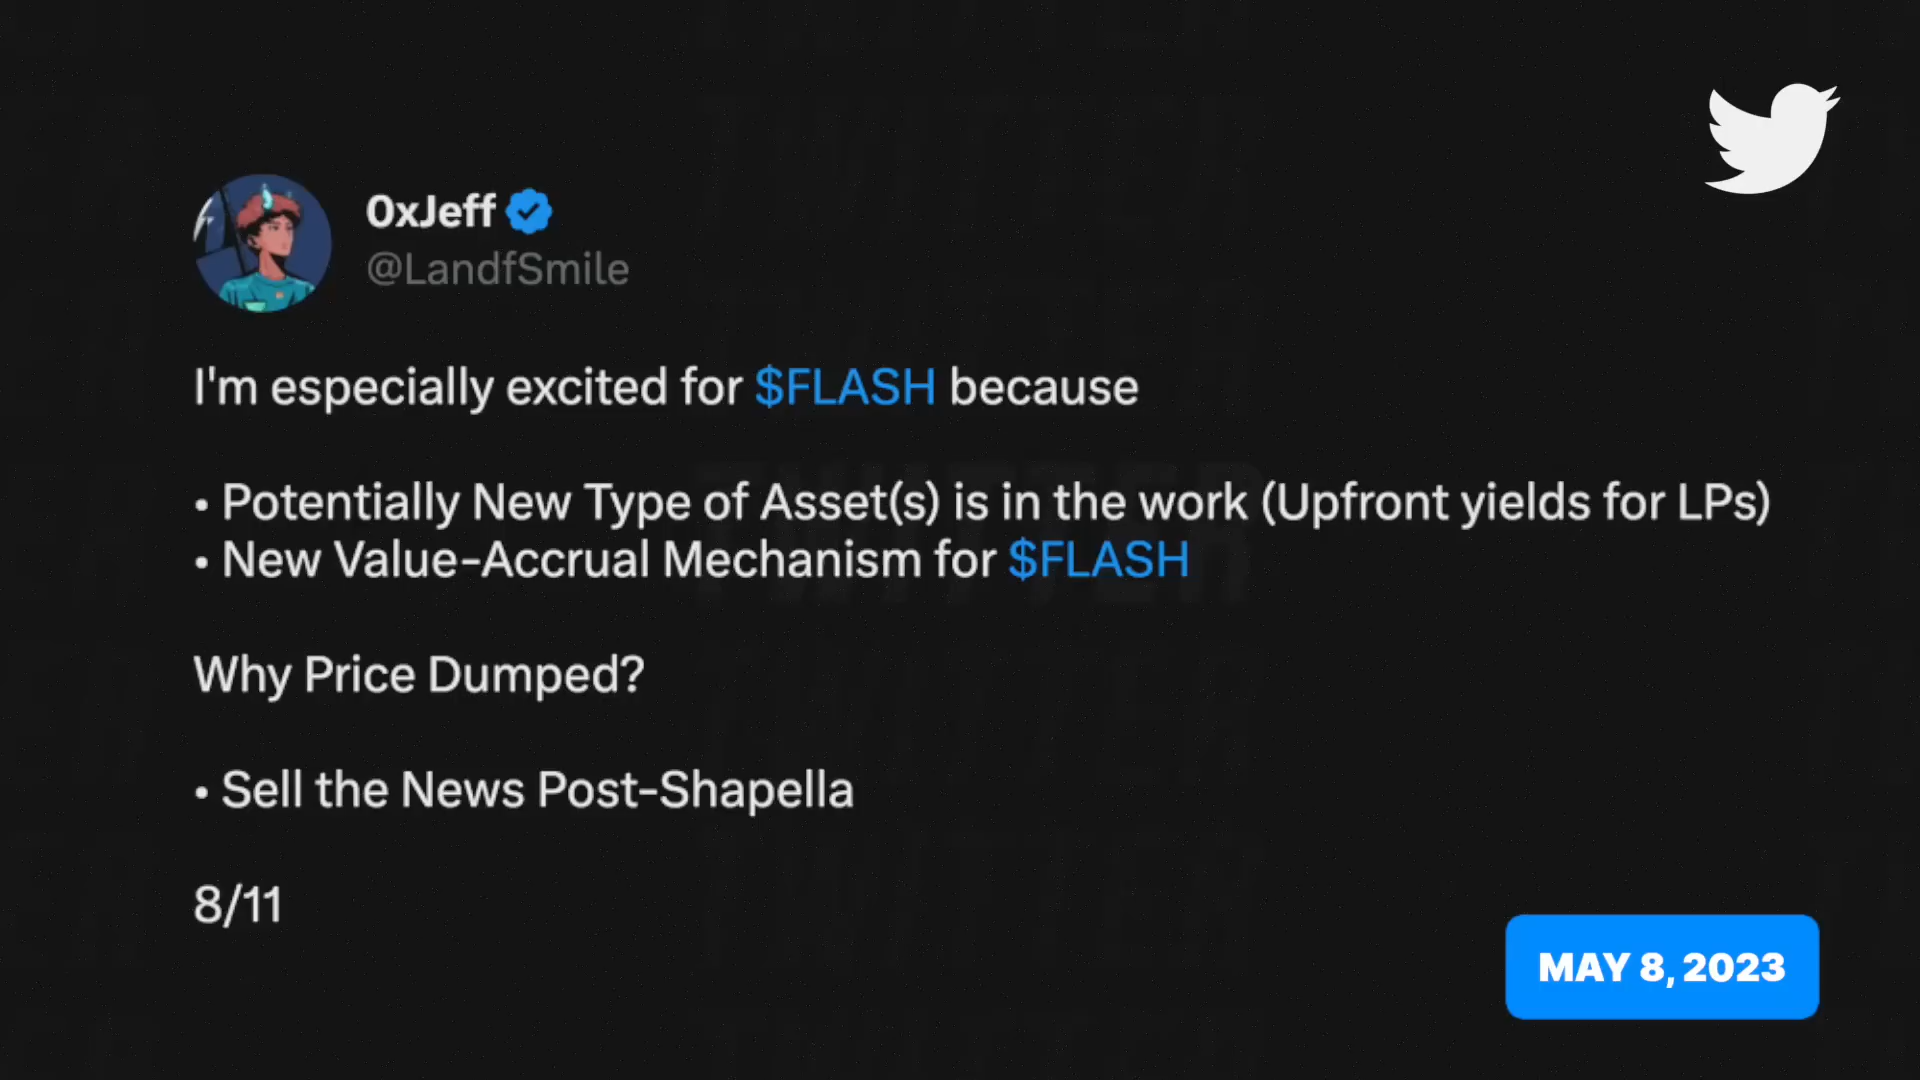 0xJeff
@LandfSmile
I'm especially excited for $FLASH because
• Potentially New Type of Asset(s) is in the work (Upfront yields for LPs)
• New Value-Accrual Mechanism for $FLASH
Why Price Dumped?
• Sell the News Post-Shapella
8/11
MAY 8, 2023